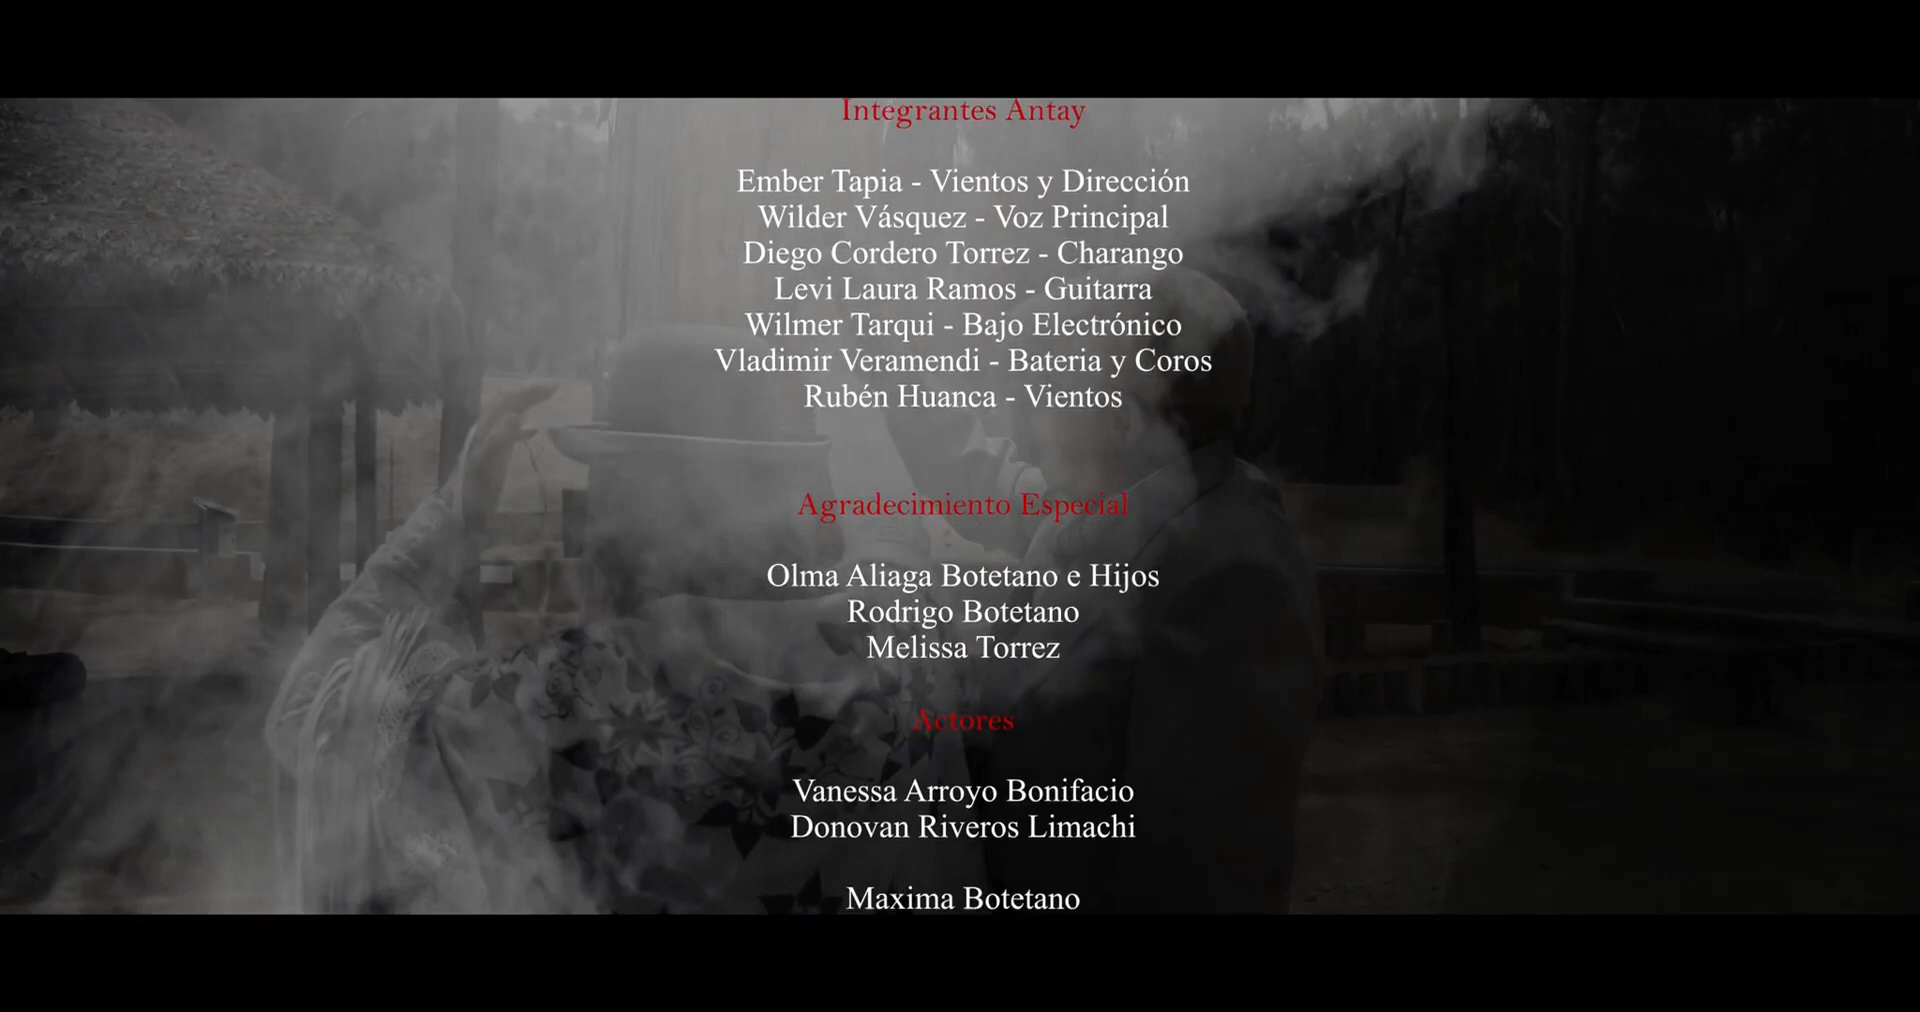 Integrantes Antay
Ember Tapia - Vientos y Dirección
Wilder Vásquez - Voz Principal
Diego Cordero Torrez - Charango
Levi Laura Ramos - Guitarra
Wilmer Tarqui - Bajo Electrónico
Vladimir Veramendi - Bateria y Coros
Rubén Huanca - Vientos
Agradecimiento Especial
Olma Aliaga Botetano e Hijos
Rodrigo Botetano
Melissa Torrez
Actores
Vanessa Arroyo Bonifacio
Donovan Riveros Limachi
Maxima Botetano